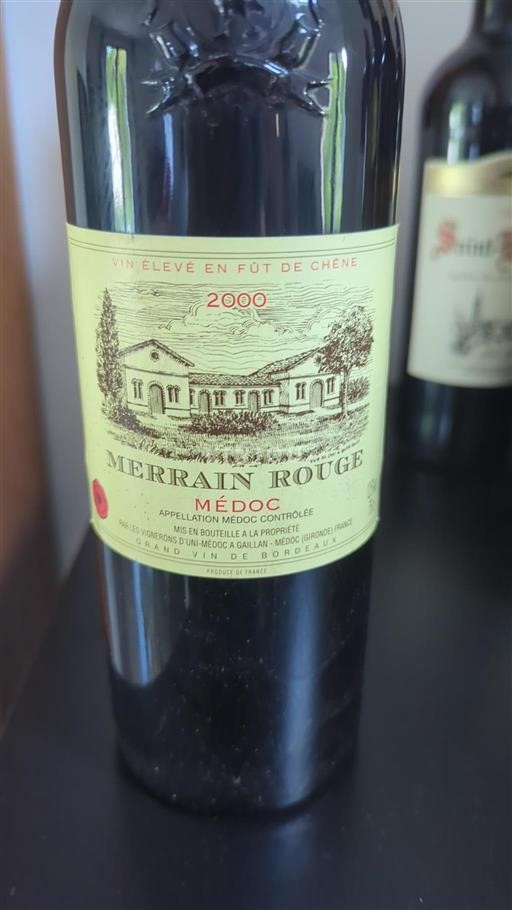 VIN ÉLEVÉ EN FÛT DE CHÊNE
2000
MERRAIN ROUGE
MÉDOC
APPELLATION MÉDOC CONTRÔLÉE
MIS EN BOUTEILLE A LA PROPRIÉTÉ
PAR LES VIGNERONS D'UNI-MÉDOC A GAILLAN - MÉDOC (GIRONDE) FRANCE
GRAND VIN DE BORDEAUX
PRODUCE OF FRANCE
Saint